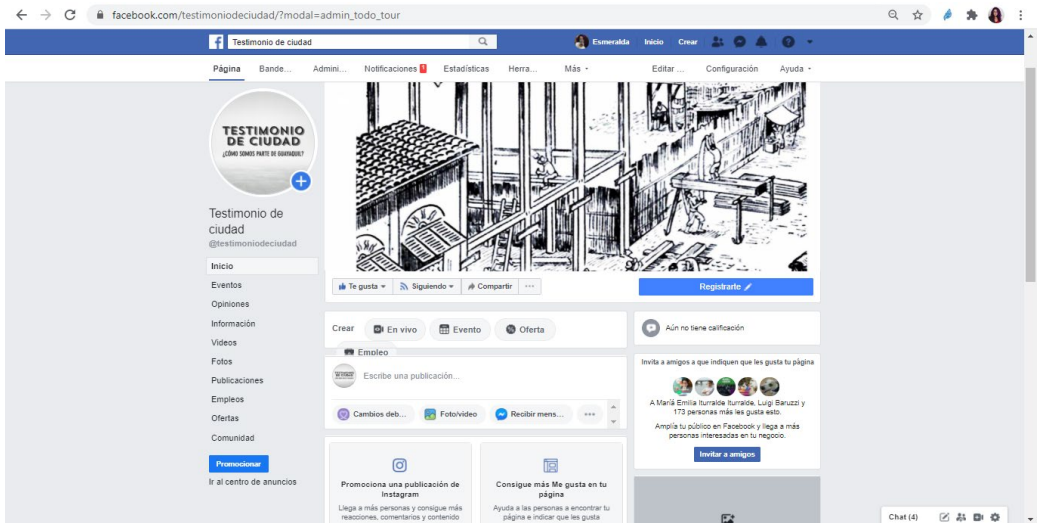 facebook.com/testimoniodeciudad/?modal=admin_todo_tour
Testimonio de ciudad
Esmeralda Inicio Crear
Página Bande... Admini... Notificaciones 1 Estadísticas Herra... Más Editar ... Configuración Ayuda
TESTIMONIO
DE CIUDAD
¿CÓMO SOMOS PARTE DE GUAYAQUIL?
Testimonio de
ciudad
@testimoniodeciudad
Inicio
Eventos
Opiniones
Información
Videos
Fotos
Publicaciones
Empleos
Ofertas
Comunidad
Promocionar
Ir al centro de anuncios
Te gusta Siguiendo Compartir ...
Registrarte
Crear En vivo Evento Oferta
Empleo
Escribe una publicación...
Cambios deb... Foto/video Recibir mens... ...
Promociona una publicación de
Instagram
Llega a más personas y consigue más
reacciones, comentarios y contenido
Consigue más Me gusta en tu
página
Ayuda a las personas a encontrar tu
página e indicar que les gusta
Aún no tiene calificación
Invita a amigos a que indiquen que les gusta tu página
A Mariá Emilia Iturralde Iturralde, Luigi Baruzzi y
173 personas más les gusta esto.
Amplía tu público en Facebook y llega a más
personas interesadas en tu negocio.
Invitar a amigos
Chat (4)